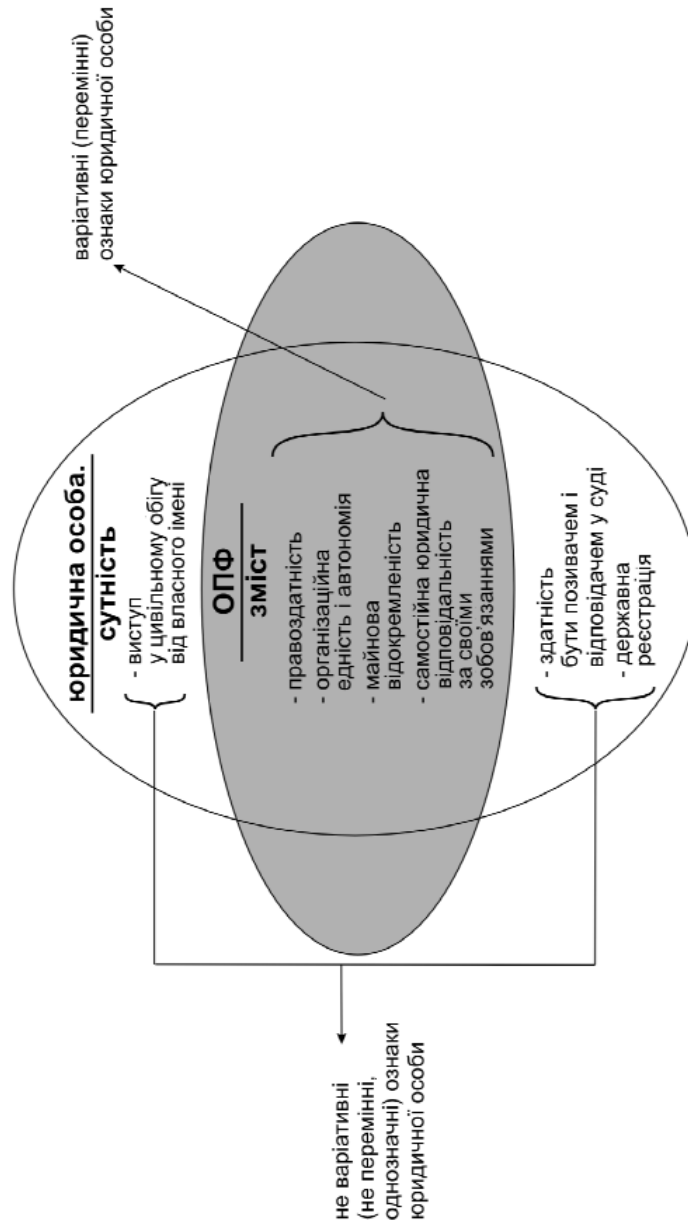 варіативні (перемінні)
ознаки юридичної особи
юридична особа.
сутність
- виступ
у цивільному обігу
від власного імені
ОПФ
зміст
- правоздатність
- організаційна
едність і автономія
- майнова
відокремленість
- самостійна юридична
відповідальність
за своїми
зобов'язаннями
- здатність
бути позивачем і
відповідачем у суді
- державна
реєстрація
не варіативні
(не перемінні,
однозначні) ознаки
юридичної особи